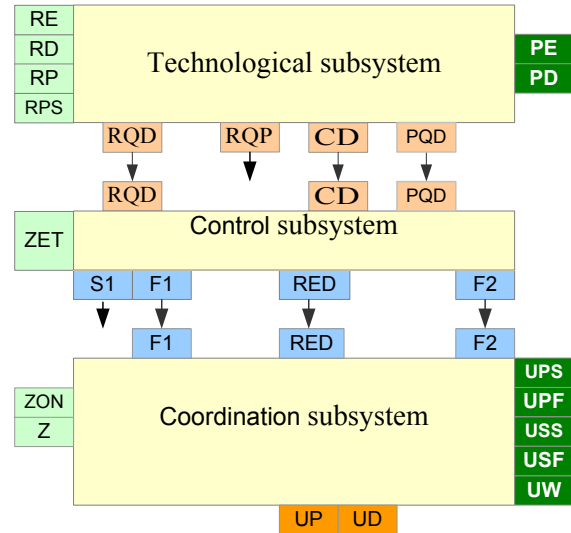 RE
RD
RP
RPS
Technological subsystem
PE
PD
RQD RQP CD PQD
RQD CD PQD
ZET
Control subsystem
S1 F1 RED F2
F1 RED F2
ZON
Z
Coordination subsystem
UPS
UPF
USS
USF
UW
UP UD